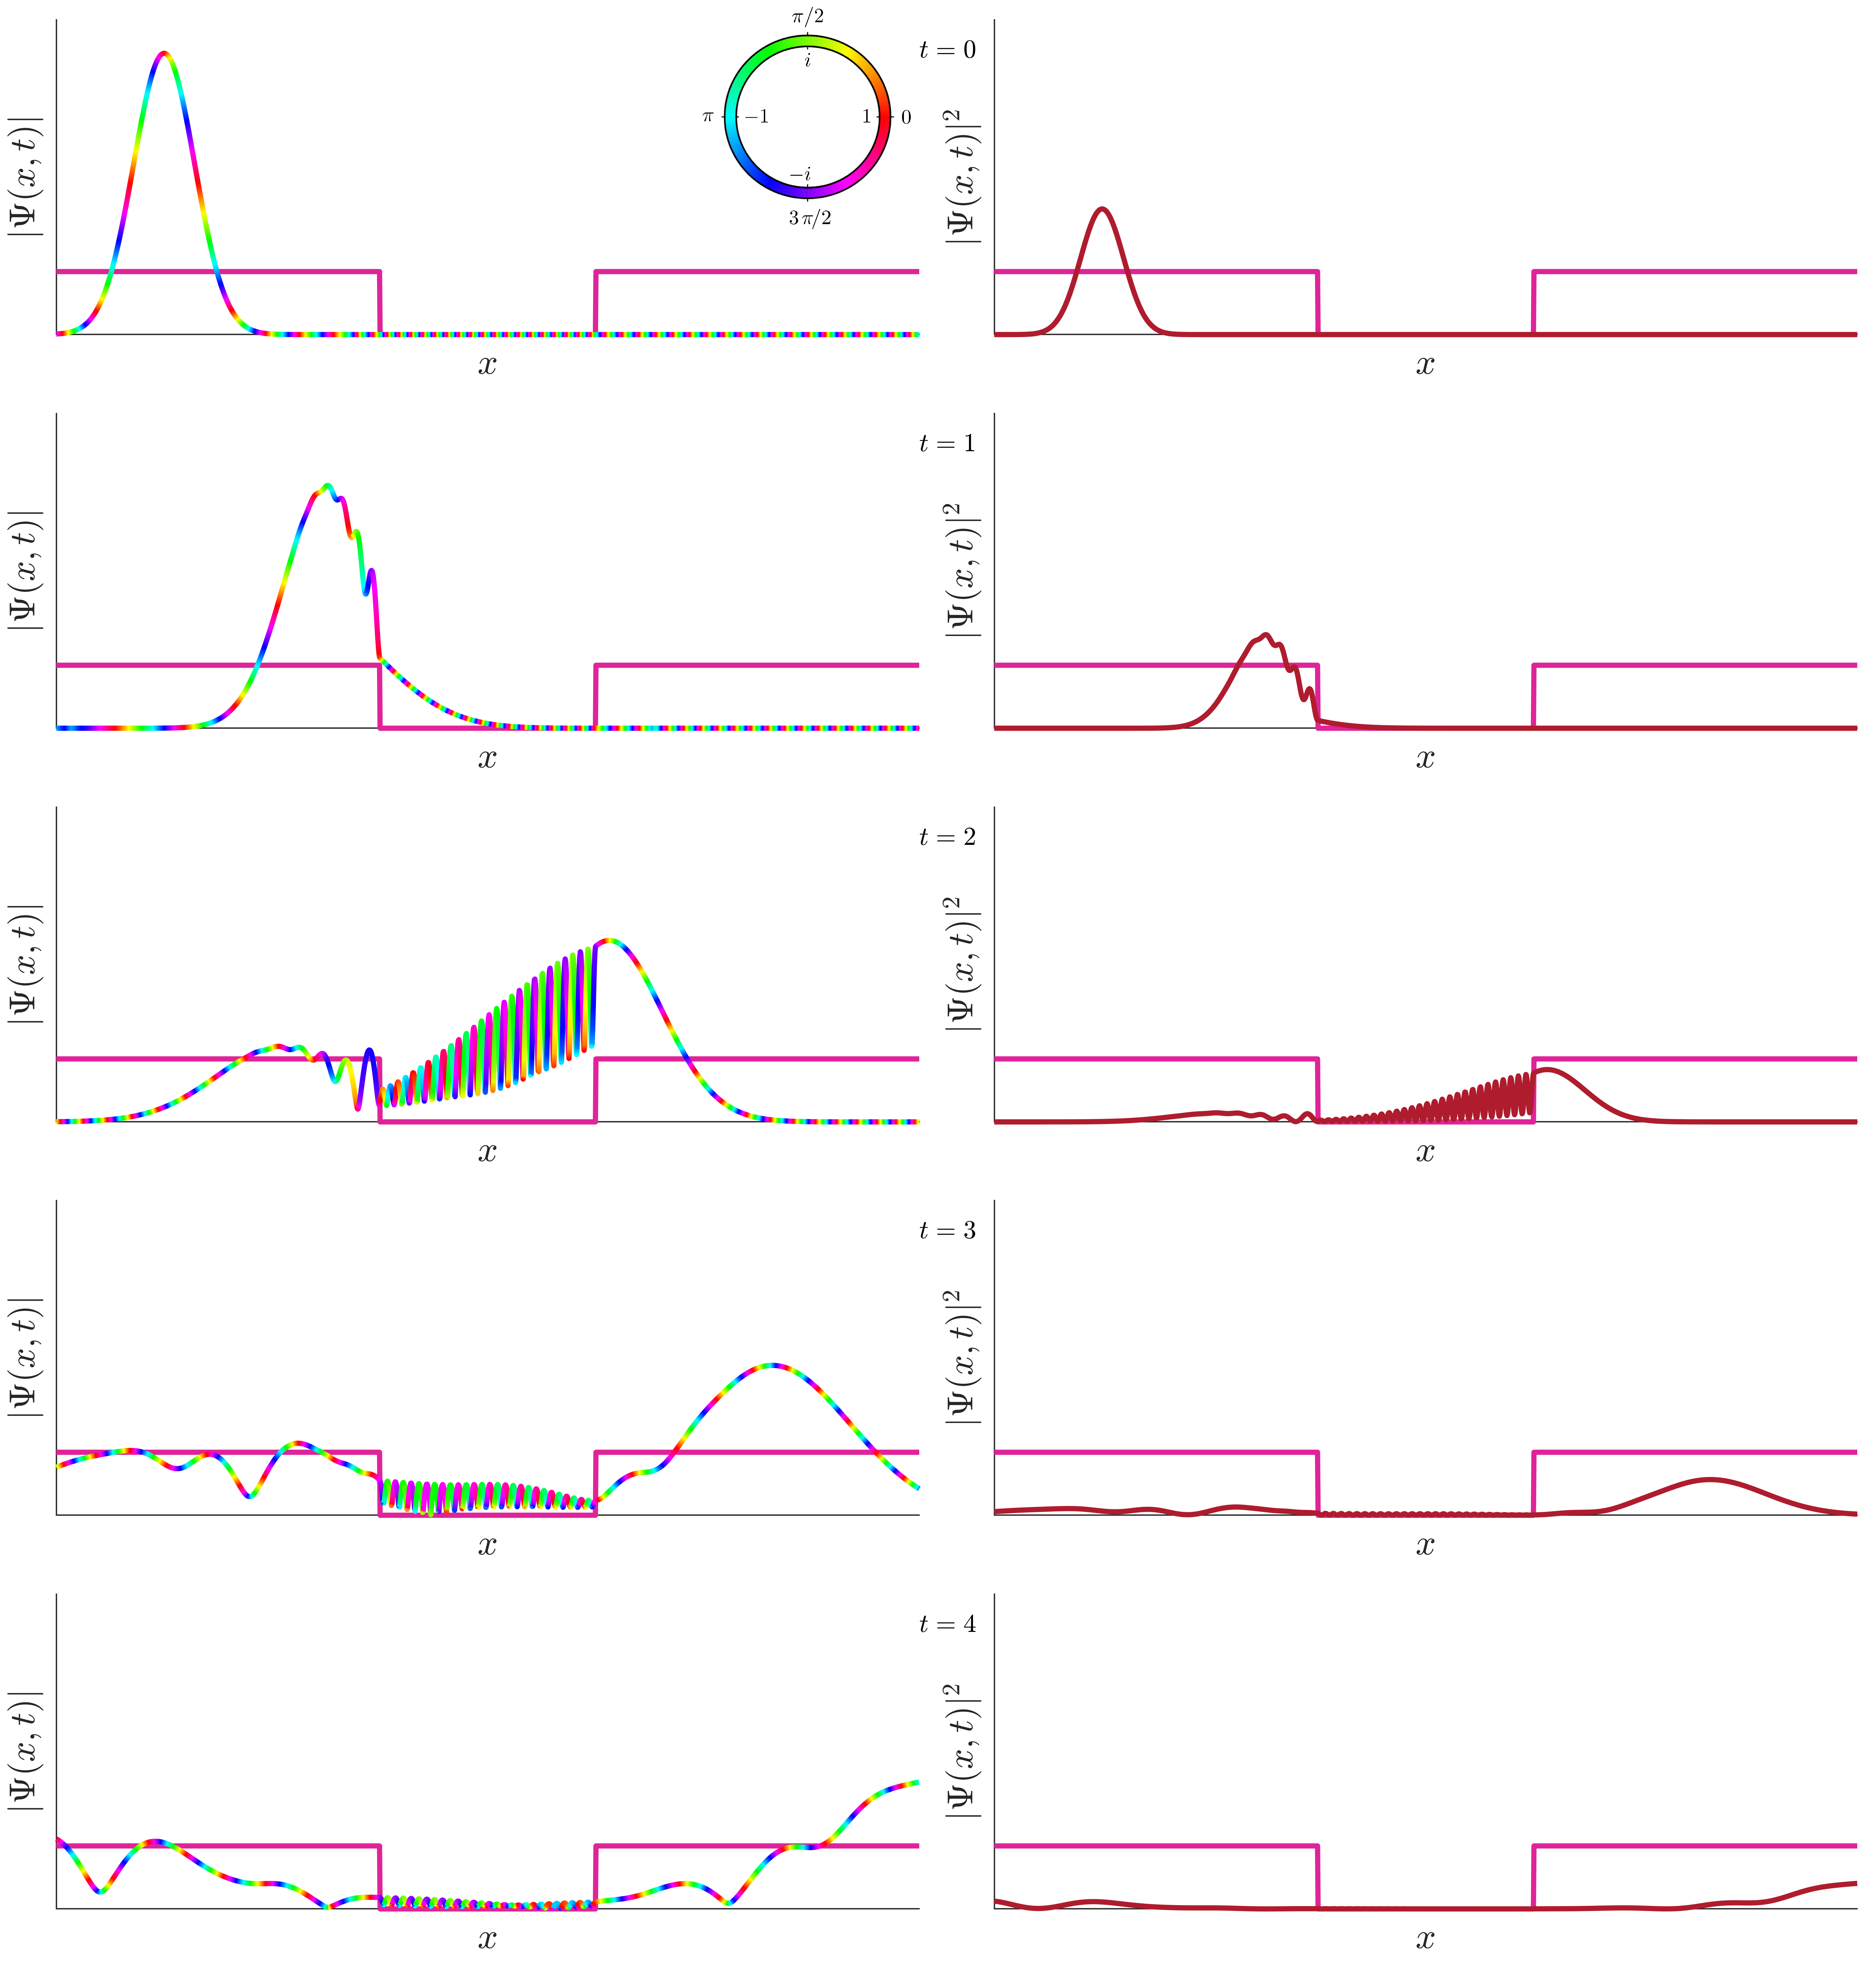 π/2
t = 0
i
π
−1
1
0
−i
3π/2
|Ψ(x, t)|
|Ψ(x, t)|²
x
x
t = 1
|Ψ(x, t)|
|Ψ(x, t)|²
x
x
t = 2
|Ψ(x, t)|
|Ψ(x, t)|²
x
x
t = 3
|Ψ(x, t)|
|Ψ(x, t)|²
x
x
t = 4
|Ψ(x, t)|
|Ψ(x, t)|²
x
x